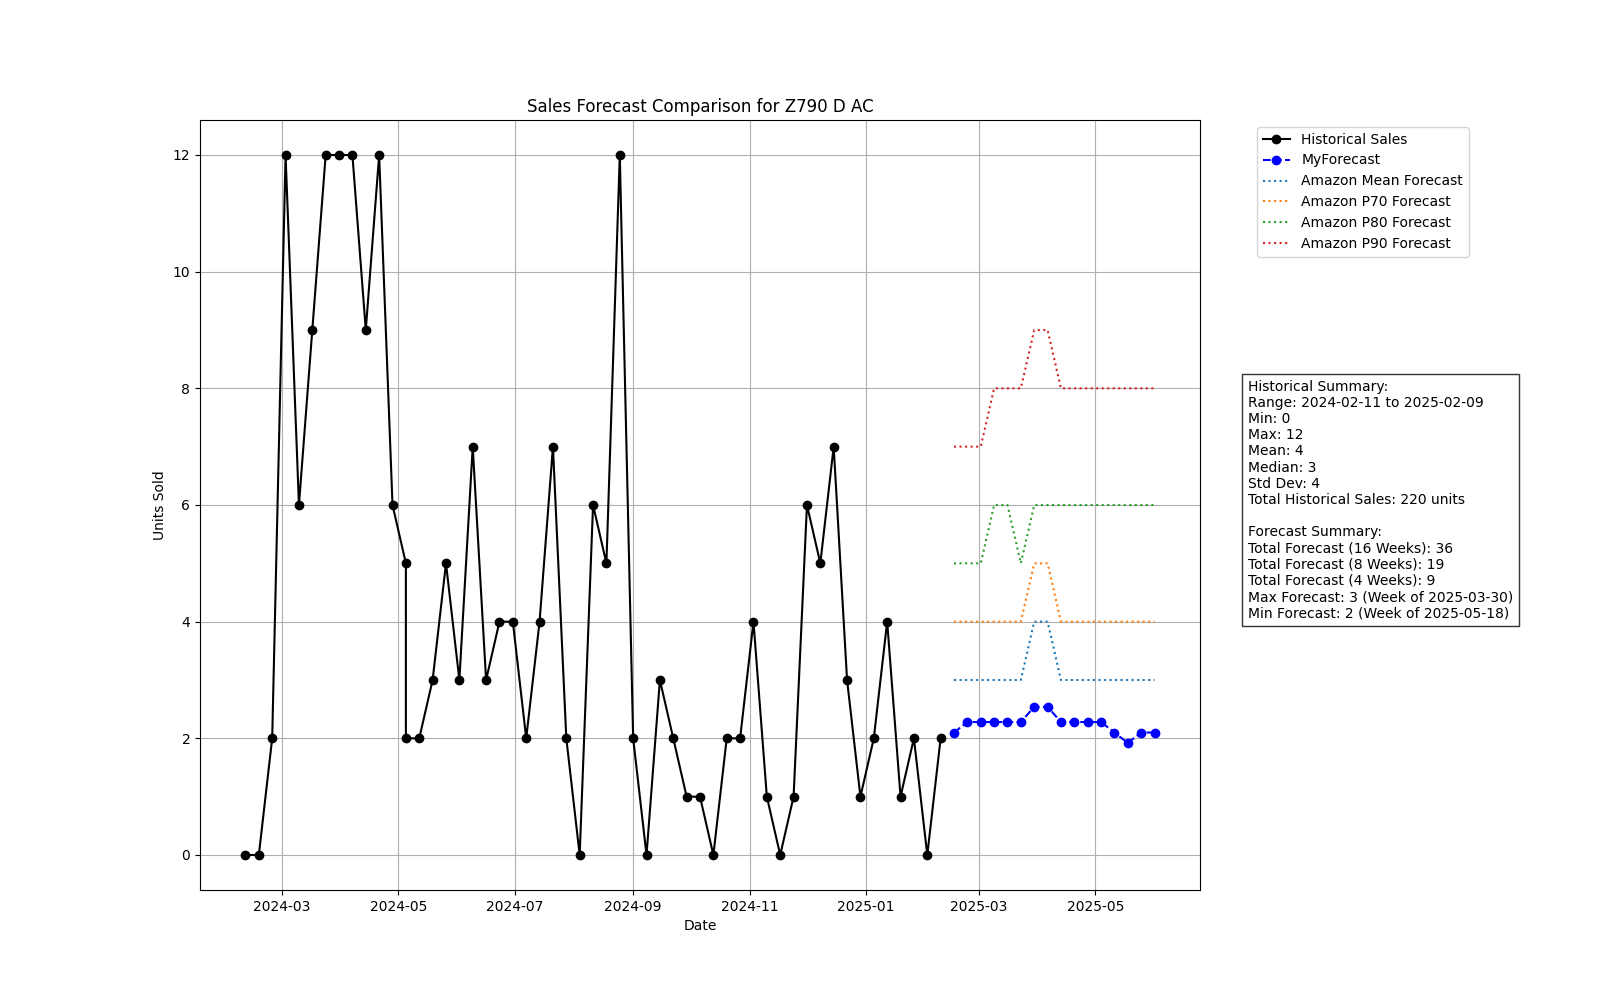 Sales Forecast Comparison for Z790 D AC
Units Sold
12
10
8
6
4
2
0
2024-03
2024-05
2024-07
2024-09
2024-11
2025-01
2025-03
2025-05
Date
Historical Sales
MyForecast
Amazon Mean Forecast
Amazon P70 Forecast
Amazon P80 Forecast
Amazon P90 Forecast
Historical Summary:
Range: 2024-02-11 to 2025-02-09
Min: 0
Max: 12
Mean: 4
Median: 3
Std Dev: 4
Total Historical Sales: 220 units
Forecast Summary:
Total Forecast (16 Weeks): 36
Total Forecast (8 Weeks): 19
Total Forecast (4 Weeks): 9
Max Forecast: 3 (Week of 2025-03-30)
Min Forecast: 2 (Week of 2025-05-18)